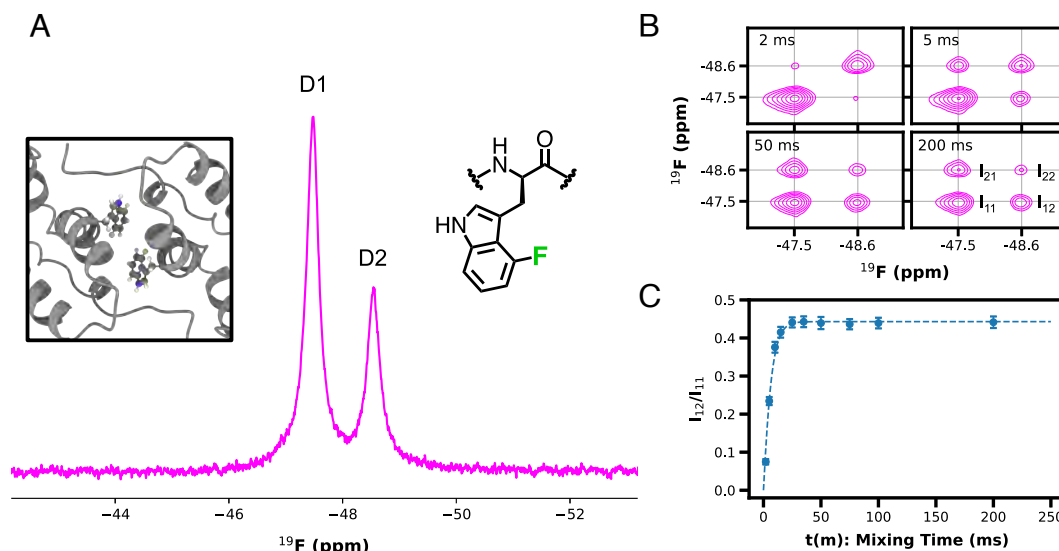 A
D1
D2
H
N
O
HN
F
−44
−46
−48
−50
−52
¹⁹F (ppm)
B
2 ms
5 ms
-48.6
-47.5
50 ms
200 ms
-48.6
-47.5
I₂₁
I₂₂
I₁₁
I₁₂
-47.5
-48.6
-47.5
-48.6
¹⁹F (ppm)
¹⁹F (ppm)
C
0.5
0.4
0.3
0.2
0.1
0.0
I₁₂/I₁₁
0
50
100
150
200
250
t(m): Mixing Time (ms)